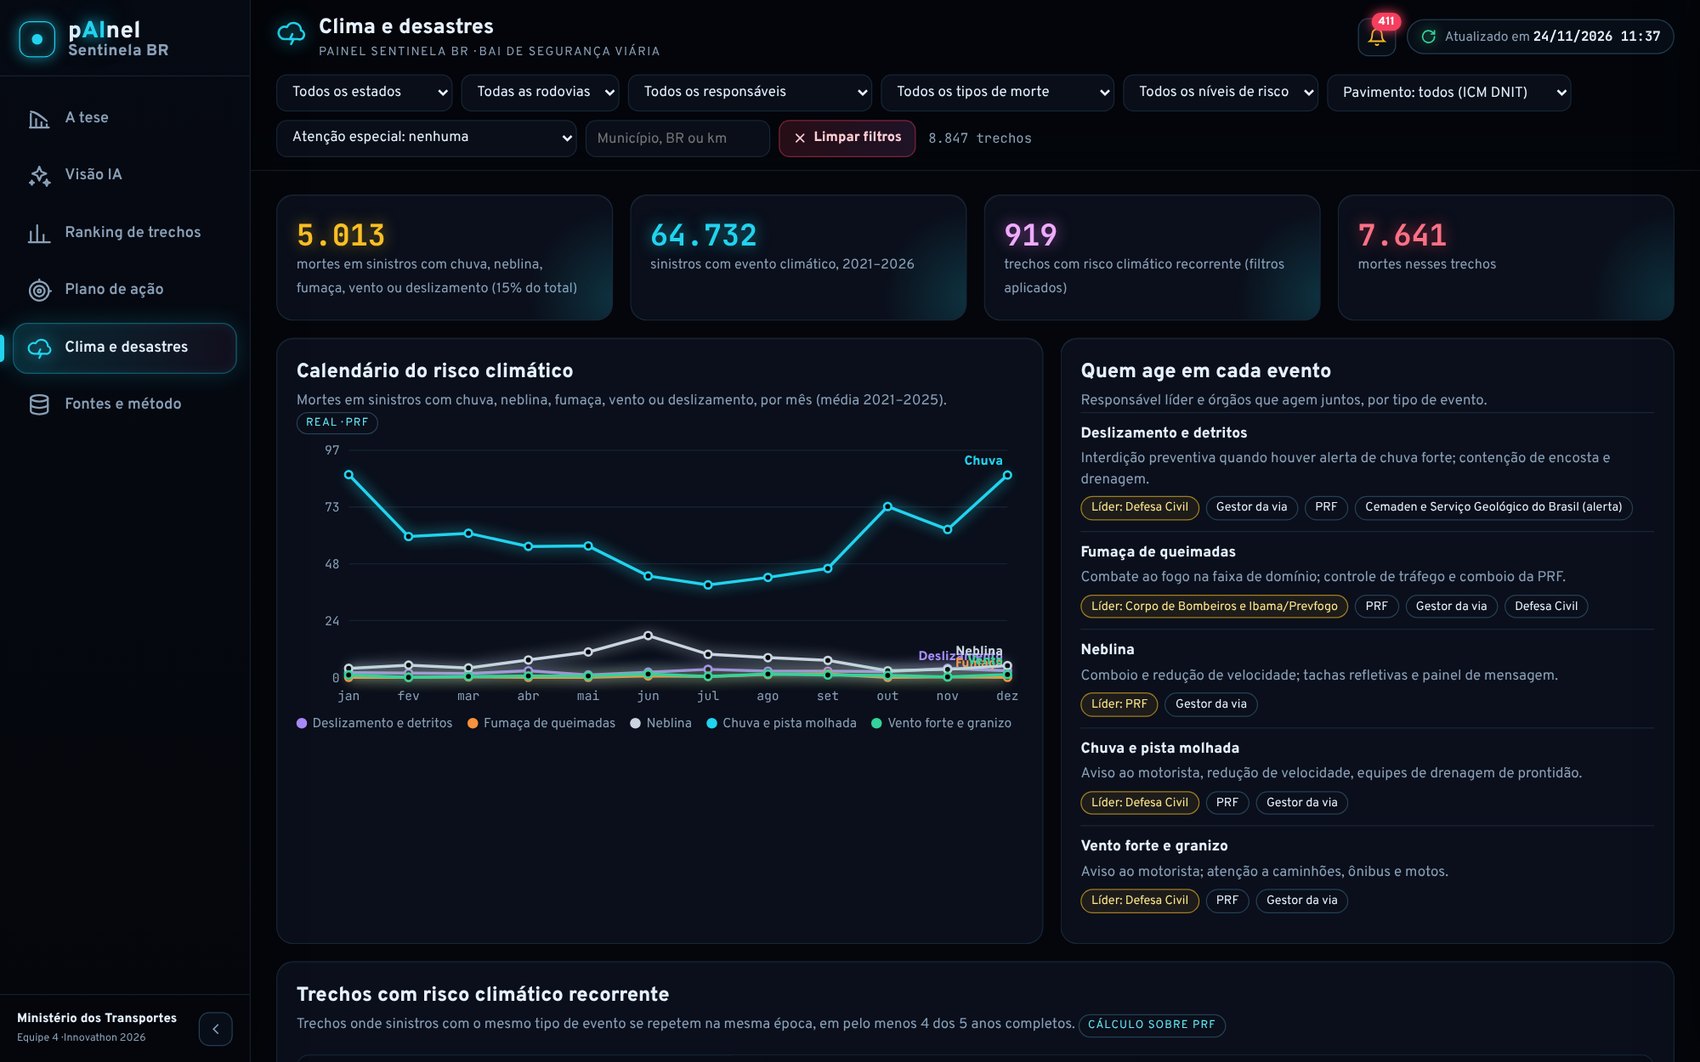 pAInel
Sentinela BR
A tese
Visão IA
Ranking de trechos
Plano de ação
Clima e desastres
Fontes e método
Ministério dos Transportes
Equipe 4 · Innovathon 2026
Clima e desastres
PAINEL SENTINELA BR · BAI DE SEGURANÇA VIÁRIA
411
Atualizado em 24/11/2026 11:37
Todos os estados
Todas as rodovias
Todos os responsáveis
Todos os tipos de morte
Todos os níveis de risco
Pavimento: todos (ICM DNIT)
Atenção especial: nenhuma
Município, BR ou km
Limpar filtros
8.847 trechos
5.013
mortes em sinistros com chuva, neblina,
fumaça, vento ou deslizamento (15% do total)
64.732
sinistros com evento climático, 2021–2026
919
trechos com risco climático recorrente (filtros
aplicados)
7.641
mortes nesses trechos
Calendário do risco climático
Mortes em sinistros com chuva, neblina, fumaça, vento ou deslizamento, por mês (média 2021–2025).
REAL · PRF
97
Chuva
73
48
24
Neblina
0
jan fev mar abr mai jun jul ago set out nov dez
Deslizamento e detritos Fumaça de queimadas Neblina Chuva e pista molhada Vento forte e granizo
Quem age em cada evento
Responsável líder e órgãos que agem juntos, por tipo de evento.
Deslizamento e detritos
Interdição preventiva quando houver alerta de chuva forte; contenção de encosta e
drenagem.
Líder: Defesa Civil Gestor da via PRF Cemaden e Serviço Geológico do Brasil (alerta)
Fumaça de queimadas
Combate ao fogo na faixa de domínio; controle de tráfego e comboio da PRF.
Líder: Corpo de Bombeiros e Ibama/Prevfogo PRF Gestor da via Defesa Civil
Neblina
Comboio e redução de velocidade; tachas refletivas e painel de mensagem.
Líder: PRF Gestor da via
Chuva e pista molhada
Aviso ao motorista, redução de velocidade, equipes de drenagem de prontidão.
Líder: Defesa Civil PRF Gestor da via
Vento forte e granizo
Aviso ao motorista; atenção a caminhões, ônibus e motos.
Líder: Defesa Civil PRF Gestor da via
Trechos com risco climático recorrente
Trechos onde sinistros com o mesmo tipo de evento se repetem na mesma época, em pelo menos 4 dos 5 anos completos. CÁLCULO SOBRE PRF